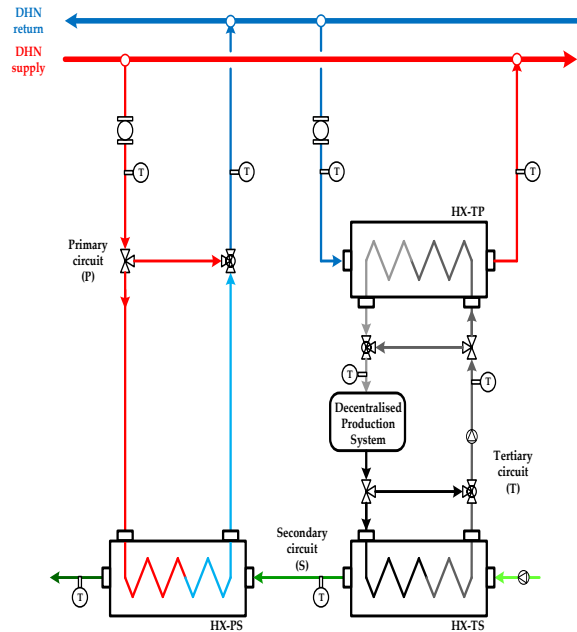 DHN
return
DHN
supply
T
T
T
T
HX-TP
Primary
circuit
(P)
T
T
Decentralised
Production
System
Tertiary
circuit
(T)
Secondary
circuit
(S)
T
T
HX-PS
HX-TS